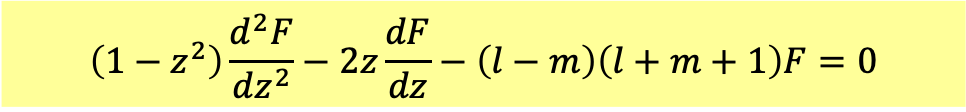 (1 − z²) d²F/dz² − 2z dF/dz − (l − m)(l + m + 1)F = 0